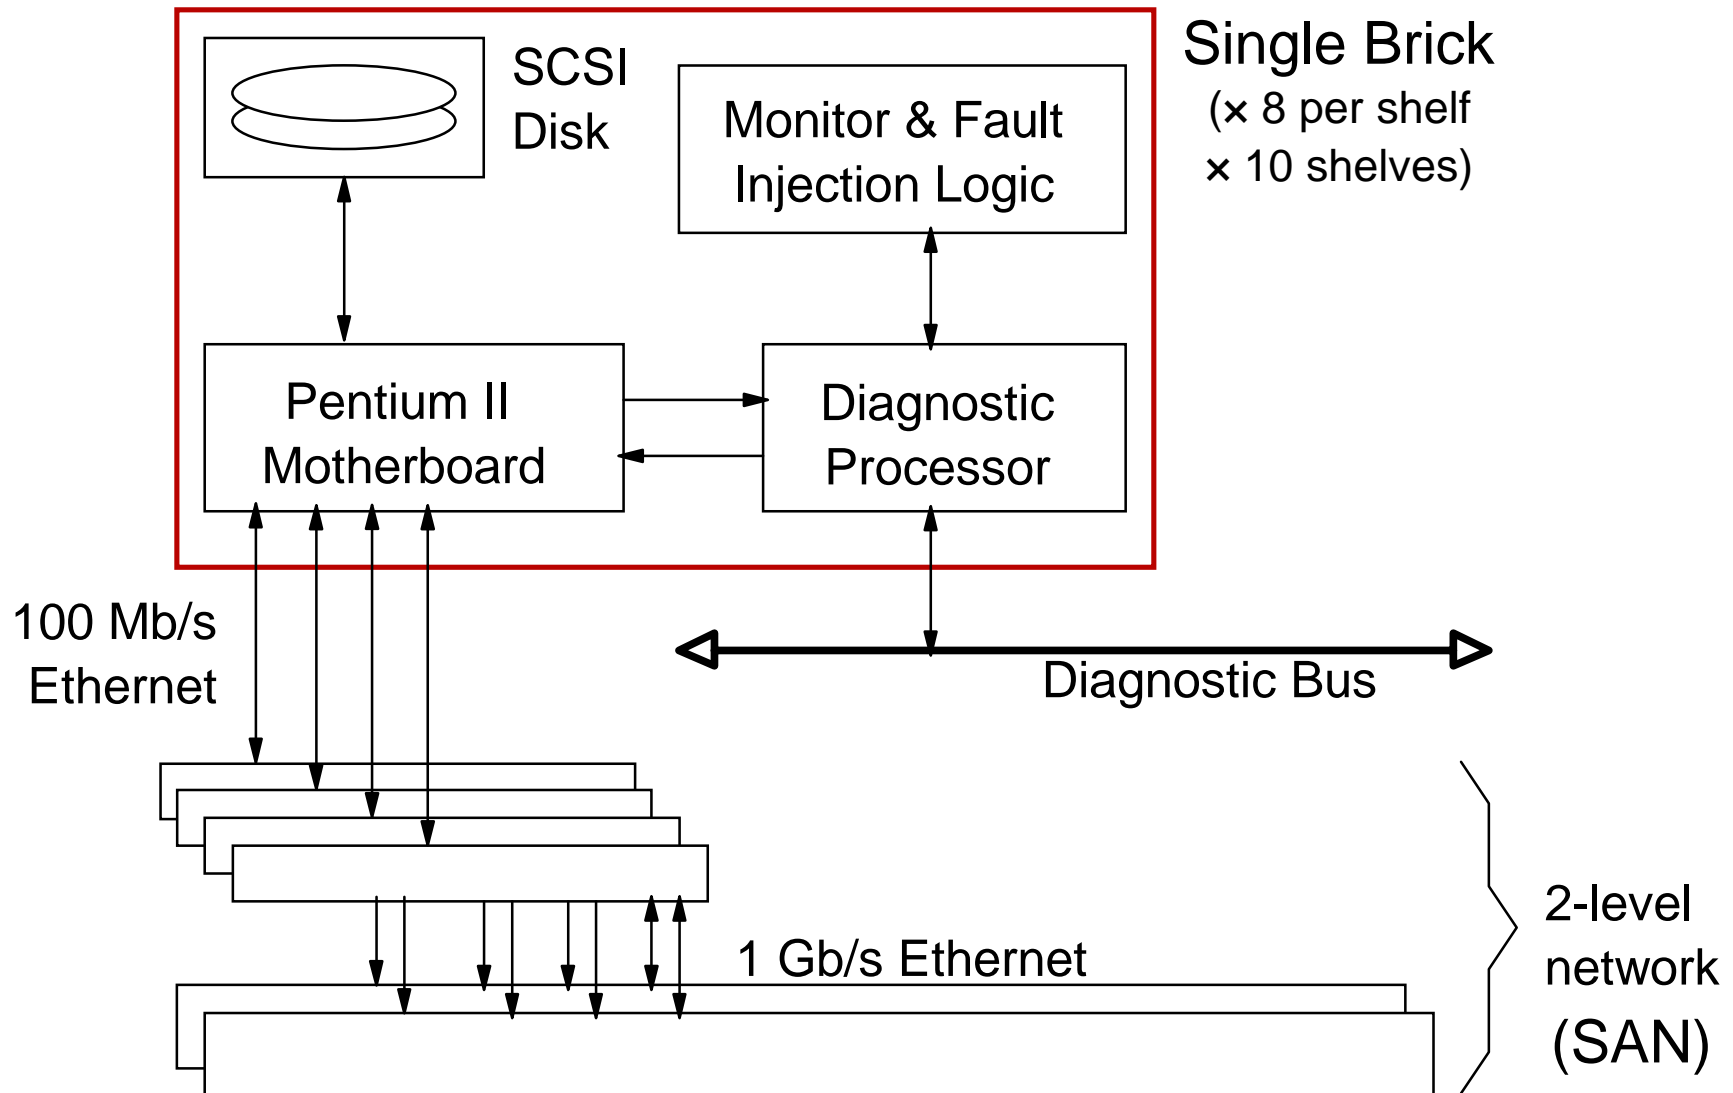 SCSI
Disk
Monitor & Fault
Injection Logic
Single Brick
(× 8 per shelf
× 10 shelves)
Pentium II
Motherboard
Diagnostic
Processor
100 Mb/s
Ethernet
Diagnostic Bus
1 Gb/s Ethernet
2-level
network
(SAN)